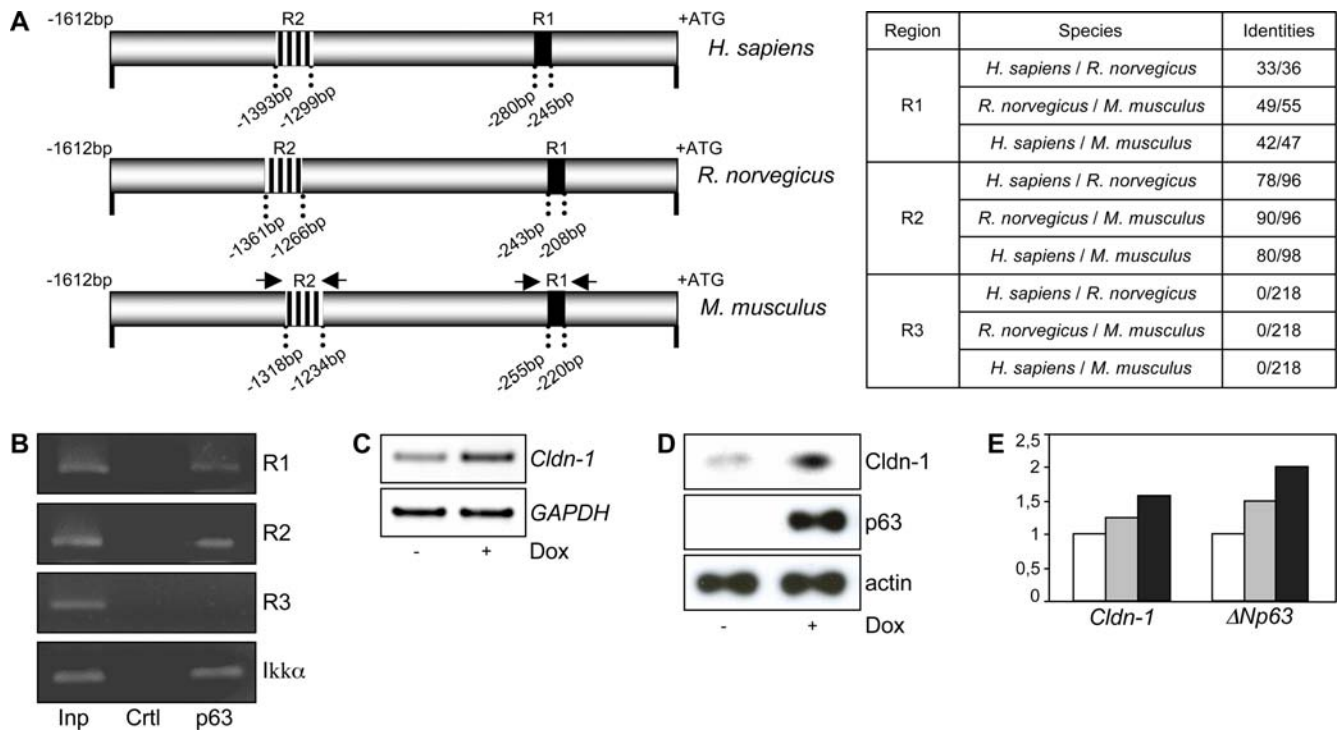 A
-1612bp R2 R1 +ATG
H. sapiens
-1393bp -1299bp -280bp -245bp
-1612bp R2 R1 +ATG
R. norvegicus
-1361bp -1266bp -243bp -208bp
-1612bp R2 R1 +ATG
M. musculus
-1318bp -1234bp -255bp -220bp
Region Species Identities
R1
H. sapiens / R. norvegicus 33/36
R. norvegicus / M. musculus 49/55
H. sapiens / M. musculus 42/47
R2
H. sapiens / R. norvegicus 78/96
R. norvegicus / M. musculus 90/96
H. sapiens / M. musculus 80/98
R3
H. sapiens / R. norvegicus 0/218
R. norvegicus / M. musculus 0/218
H. sapiens / M. musculus 0/218
B
R1
R2
R3
Ikkα
Inp Crtl p63
C
Cldn-1
GAPDH
- + Dox
D
Cldn-1
p63
actin
- + Dox
E
2,5
2
1,5
1
0,5
0
Cldn-1 ΔNp63